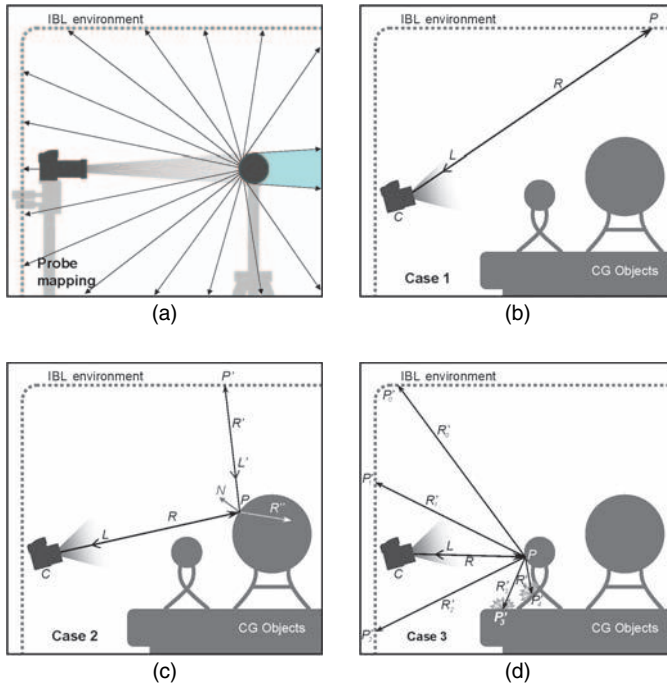 IBL environment
Probe
mapping
(a)
IBL environment
P
R
L
C
Case 1
CG Objects
(b)
IBL environment
P'
R'
L'
N
P
R
R''
L
C
Case 2
CG Objects
(c)
IBL environment
R'
L
P
C
R
P₃'
Case 3
CG Objects
(d)